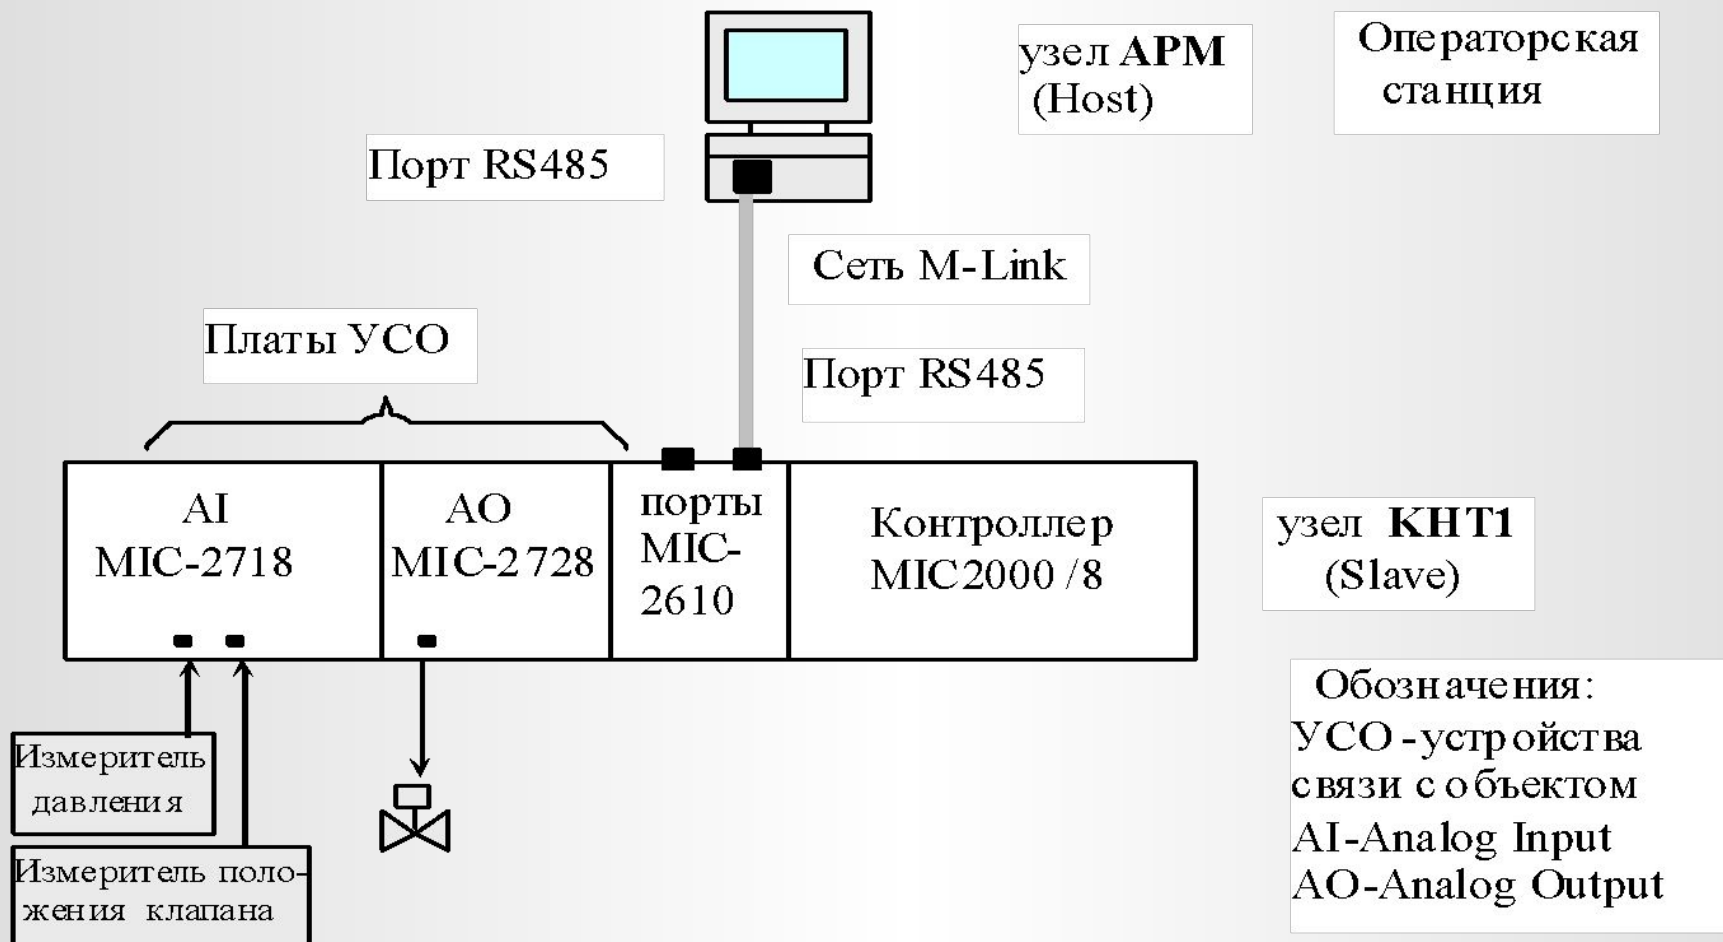 узел АРМ
(Host)
Операторская
станция
Порт RS485
Сеть M-Link
Платы УСО
Порт RS485
AI
MIC-2718
AO
MIC-2728
порты
MIC-
2610
Контроллер
MIC2000 /8
узел КНТ1
(Slave)
Измеритель
давления
Измеритель поло-
жения клапана
Обозначения:
УСО -устройства
связи с объектом
AI-Analog Input
AO-Analog Output